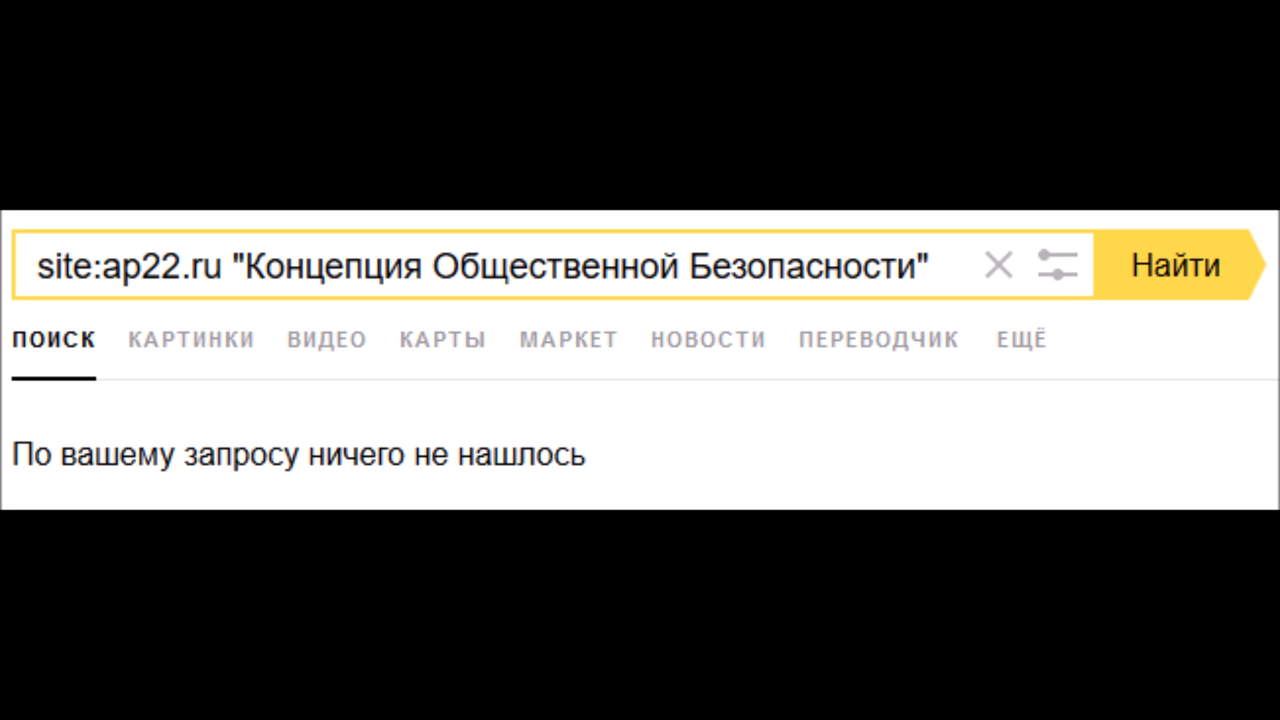 site:ap22.ru "Концепция Общественной Безопасности" Найти
ПОИСК КАРТИНКИ ВИДЕО КАРТЫ МАРКЕТ НОВОСТИ ПЕРЕВОДЧИК ЕЩЁ
По вашему запросу ничего не нашлось